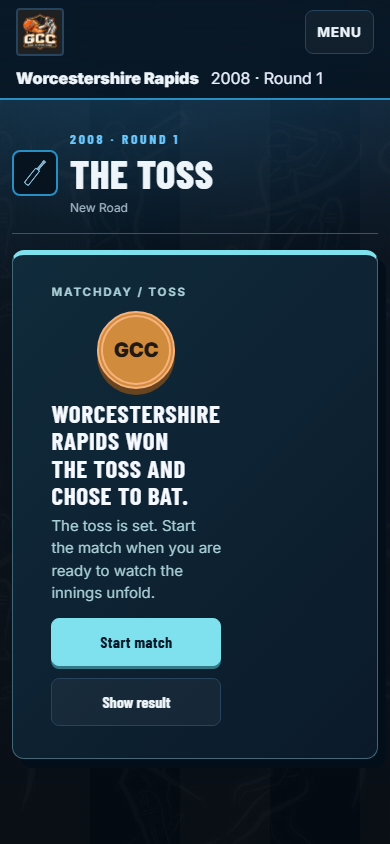 GCC
MENU
Worcestershire Rapids 2008 · Round 1
2008 · ROUND 1
THE TOSS
New Road
MATCHDAY / TOSS
GCC
WORCESTERSHIRE
RAPIDS WON
THE TOSS AND
CHOSE TO BAT.
The toss is set. Start
the match when you are
ready to watch the
innings unfold.
Start match
Show result